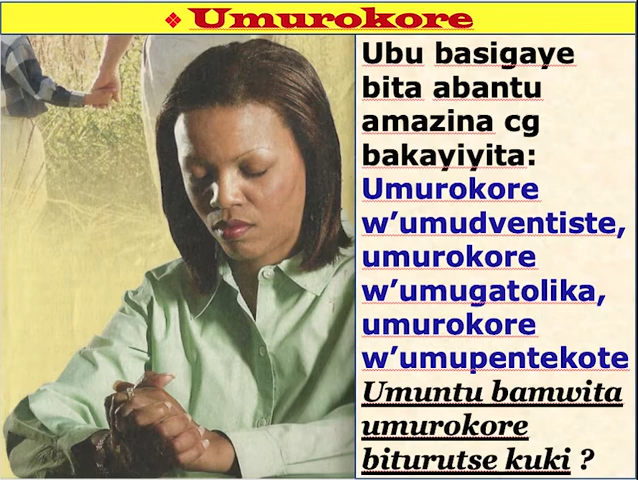 ❖ Umurokore
Ubu basigaye
bita abantu
amazina cg
bakayiyita:
Umurokore
w’umudventiste,
umurokore
w’umugatolika,
umurokore
w’umupentekote
Umuntu bamwita
umurokore
biturutse kuki ?